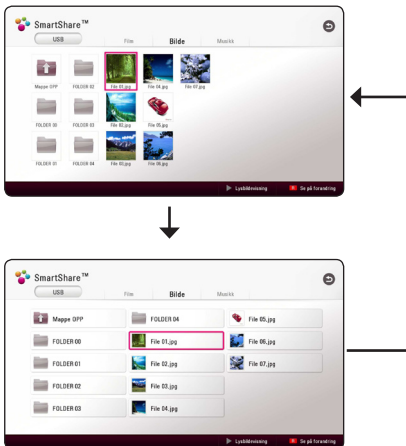 SmartShare™
USB
Film Bilde Musikk
Mappe OPP FOLDER 02 File 01.jpg File 04.jpg File 07.jpg
FOLDER 00 FOLDER 03 File 02.jpg File 05.jpg
FOLDER 01 FOLDER 04 File 03.jpg File 06.jpg
Lysbildevisning Se på forandring
SmartShare™
USB
Film Bilde Musikk
Mappe OPP FOLDER 04 File 05.jpg
FOLDER 00 File 01.jpg File 06.jpg
FOLDER 01 File 02.jpg File 07.jpg
FOLDER 02 File 03.jpg
FOLDER 03 File 04.jpg
Lysbildevisning Se på forandring